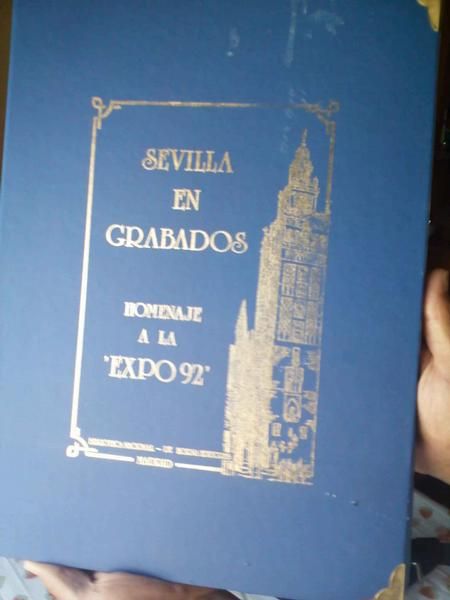 SEVILLA
EN
GRABADOS
HOMENAJE
A LA
"EXPO 92"
MADRID